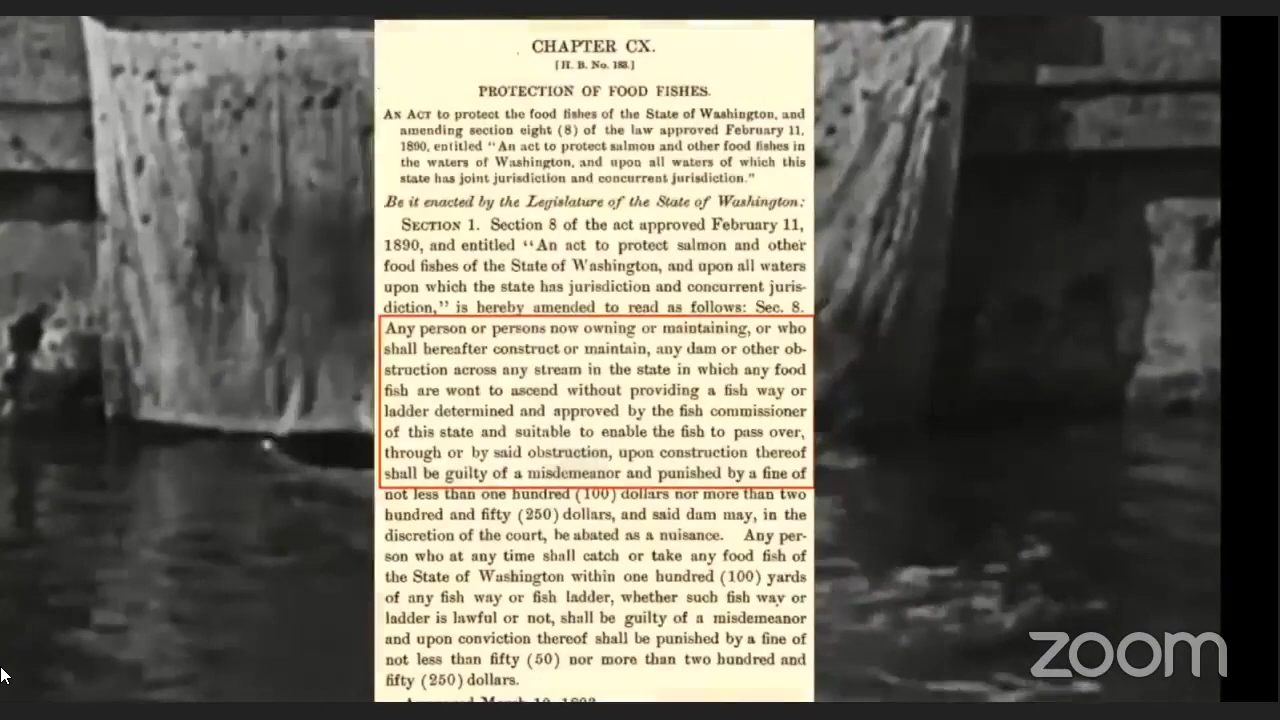 CHAPTER CX.
[H. B. No. 183.]
PROTECTION OF FOOD FISHES.
AN ACT to protect the food fishes of the State of Washington, and
amending section eight (8) of the law approved February 11,
1890, entitled "An act to protect salmon and other food fishes in
the waters of Washington, and upon all waters of which this
state has joint jurisdiction and concurrent jurisdiction."
Be it enacted by the Legislature of the State of Washington:
SECTION 1. Section 8 of the act approved February 11,
1890, and entitled "An act to protect salmon and other
food fishes of the State of Washington, and upon all waters
upon which the state has jurisdiction and concurrent juris-
diction," is hereby amended to read as follows: Sec. 8.
Any person or persons now owning or maintaining, or who
shall hereafter construct or maintain, any dam or other ob-
struction across any stream in the state in which any food
fish are wont to ascend without providing a fish way or
ladder determined and approved by the fish commissioner
of this state and suitable to enable the fish to pass over,
through or by said obstruction, upon construction thereof
shall be guilty of a misdemeanor and punished by a fine of
not less than one hundred (100) dollars nor more than two
hundred and fifty (250) dollars, and said dam may, in the
discretion of the court, be abated as a nuisance. Any per-
son who at any time shall catch or take any food fish of
the State of Washington within one hundred (100) yards
of any fish way or fish ladder, whether such fish way or
ladder is lawful or not, shall be guilty of a misdemeanor
and upon conviction thereof shall be punished by a fine of
not less than fifty (50) nor more than two hundred and
fifty (250) dollars.
zoom